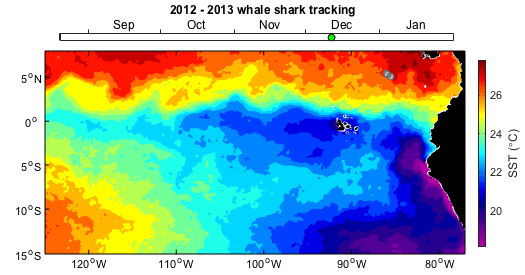 2012 - 2013 whale shark tracking
Sep Oct Nov Dec Jan
5°N
0°
5°S
10°S
15°S
120°W 110°W 100°W 90°W 80°W
26
24
22
20
SST (°C)